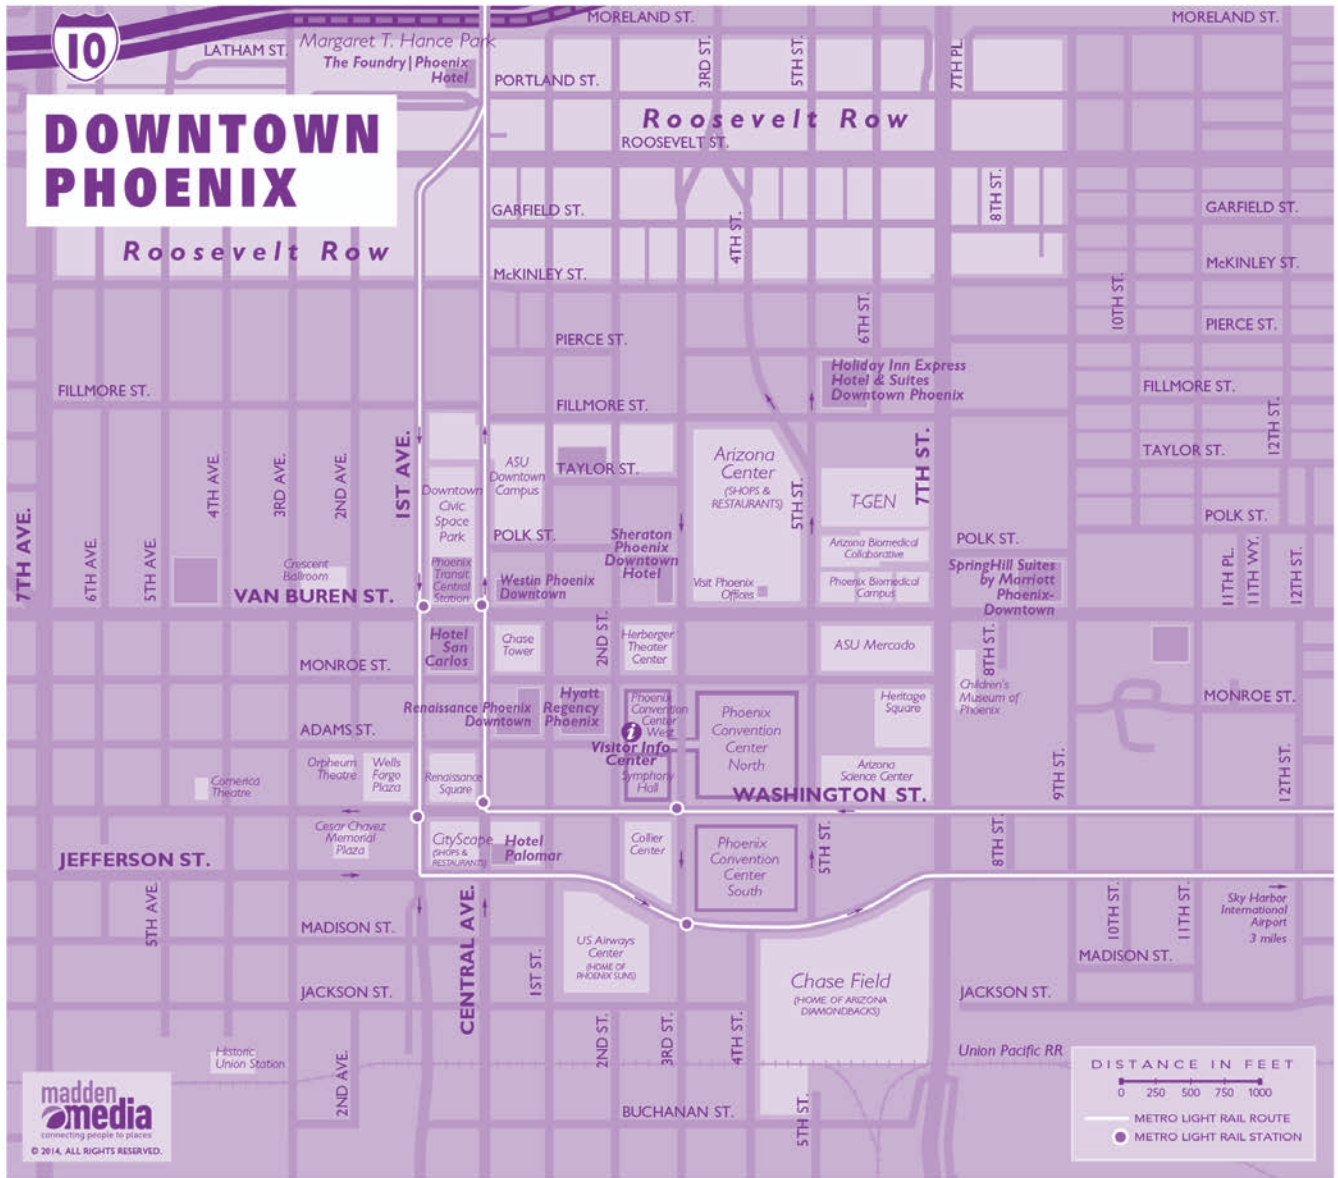 MORELAND ST.
MORELAND ST.
10
LATHAM ST.
Margaret T. Hance Park
The Foundry|Phoenix
Hotel
PORTLAND ST.
3RD ST.
5TH ST.
7TH PL.
DOWNTOWN
PHOENIX
Roosevelt Row
ROOSEVELT ST.
GARFIELD ST.
8TH ST.
GARFIELD ST.
4TH ST.
Roosevelt Row
McKINLEY ST.
McKINLEY ST.
10TH ST.
6TH ST.
PIERCE ST.
PIERCE ST.
Holiday Inn Express
Hotel & Suites
Downtown Phoenix
FILLMORE ST.
FILLMORE ST.
FILLMORE ST.
12TH ST.
1ST AVE.
7TH ST.
4TH AVE.
3RD AVE.
2ND AVE.
ASU
Downtown
Campus
TAYLOR ST.
Arizona
Center
(SHOPS &
RESTAURANTS)
5TH ST.
TAYLOR ST.
T-GEN
Downtown
Civic
Space
Park
7TH AVE.
6TH AVE.
5TH AVE.
POLK ST.
Sheraton
Phoenix
Downtown
Hotel
Arizona Biomedical
Collaborative
POLK ST.
POLK ST.
11TH PL.
11TH WY.
12TH ST.
Crescent
Ballroom
Phoenix
Transit
Central
Station
Westin Phoenix
Downtown
Visit Phoenix
Offices
Phoenix Biomedical
Campus
SpringHill Suites
by Marriott
Phoenix-
Downtown
VAN BUREN ST.
Hotel
San
Carlos
Chase
Tower
2ND ST.
Herberger
Theater
Center
ASU Mercado
8TH ST.
MONROE ST.
Renaissance Phoenix
Downtown
Hyatt
Regency
Phoenix
Phoenix
Convention
Center
West
Phoenix
Convention
Center
North
Heritage
Square
Children's
Museum of
Phoenix
MONROE ST.
ADAMS ST.
i
Visitor Info
Center
Symphony
Hall
Orpheum
Theatre
Wells
Fargo
Plaza
Renaissance
Square
Arizona
Science Center
9TH ST.
12TH ST.
Comerica
Theatre
WASHINGTON ST.
Cesar Chavez
Memorial
Plaza
CityScape
(SHOPS &
RESTAURANTS)
Hotel
Palomar
Collier
Center
Phoenix
Convention
Center
South
5TH ST.
8TH ST.
JEFFERSON ST.
5TH AVE.
CENTRAL AVE.
10TH ST.
11TH ST.
Sky Harbor
International
Airport
3 miles
MADISON ST.
US Airways
Center
(HOME OF
PHOENIX SUNS)
MADISON ST.
1ST ST.
Chase Field
(HOME OF ARIZONA
DIAMONDBACKS)
JACKSON ST.
JACKSON ST.
2ND ST.
3RD ST.
4TH ST.
Historic
Union Station
2ND AVE.
Union Pacific RR
BUCHANAN ST.
5TH ST.
madden
media
connecting people to places
© 2014, ALL RIGHTS RESERVED.
DISTANCE IN FEET
0 250 500 750 1000
METRO LIGHT RAIL ROUTE
METRO LIGHT RAIL STATION